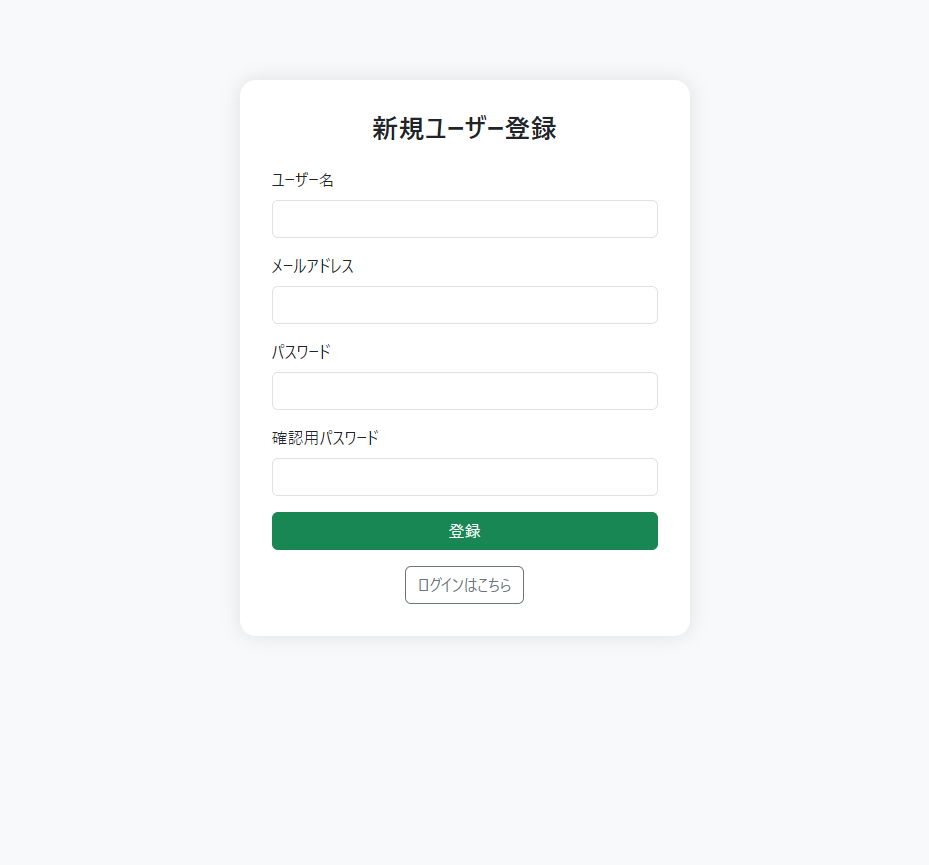 新規ユーザー登録
ユーザー名
メールアドレス
パスワード
確認用パスワード
登録
ログインはこちら